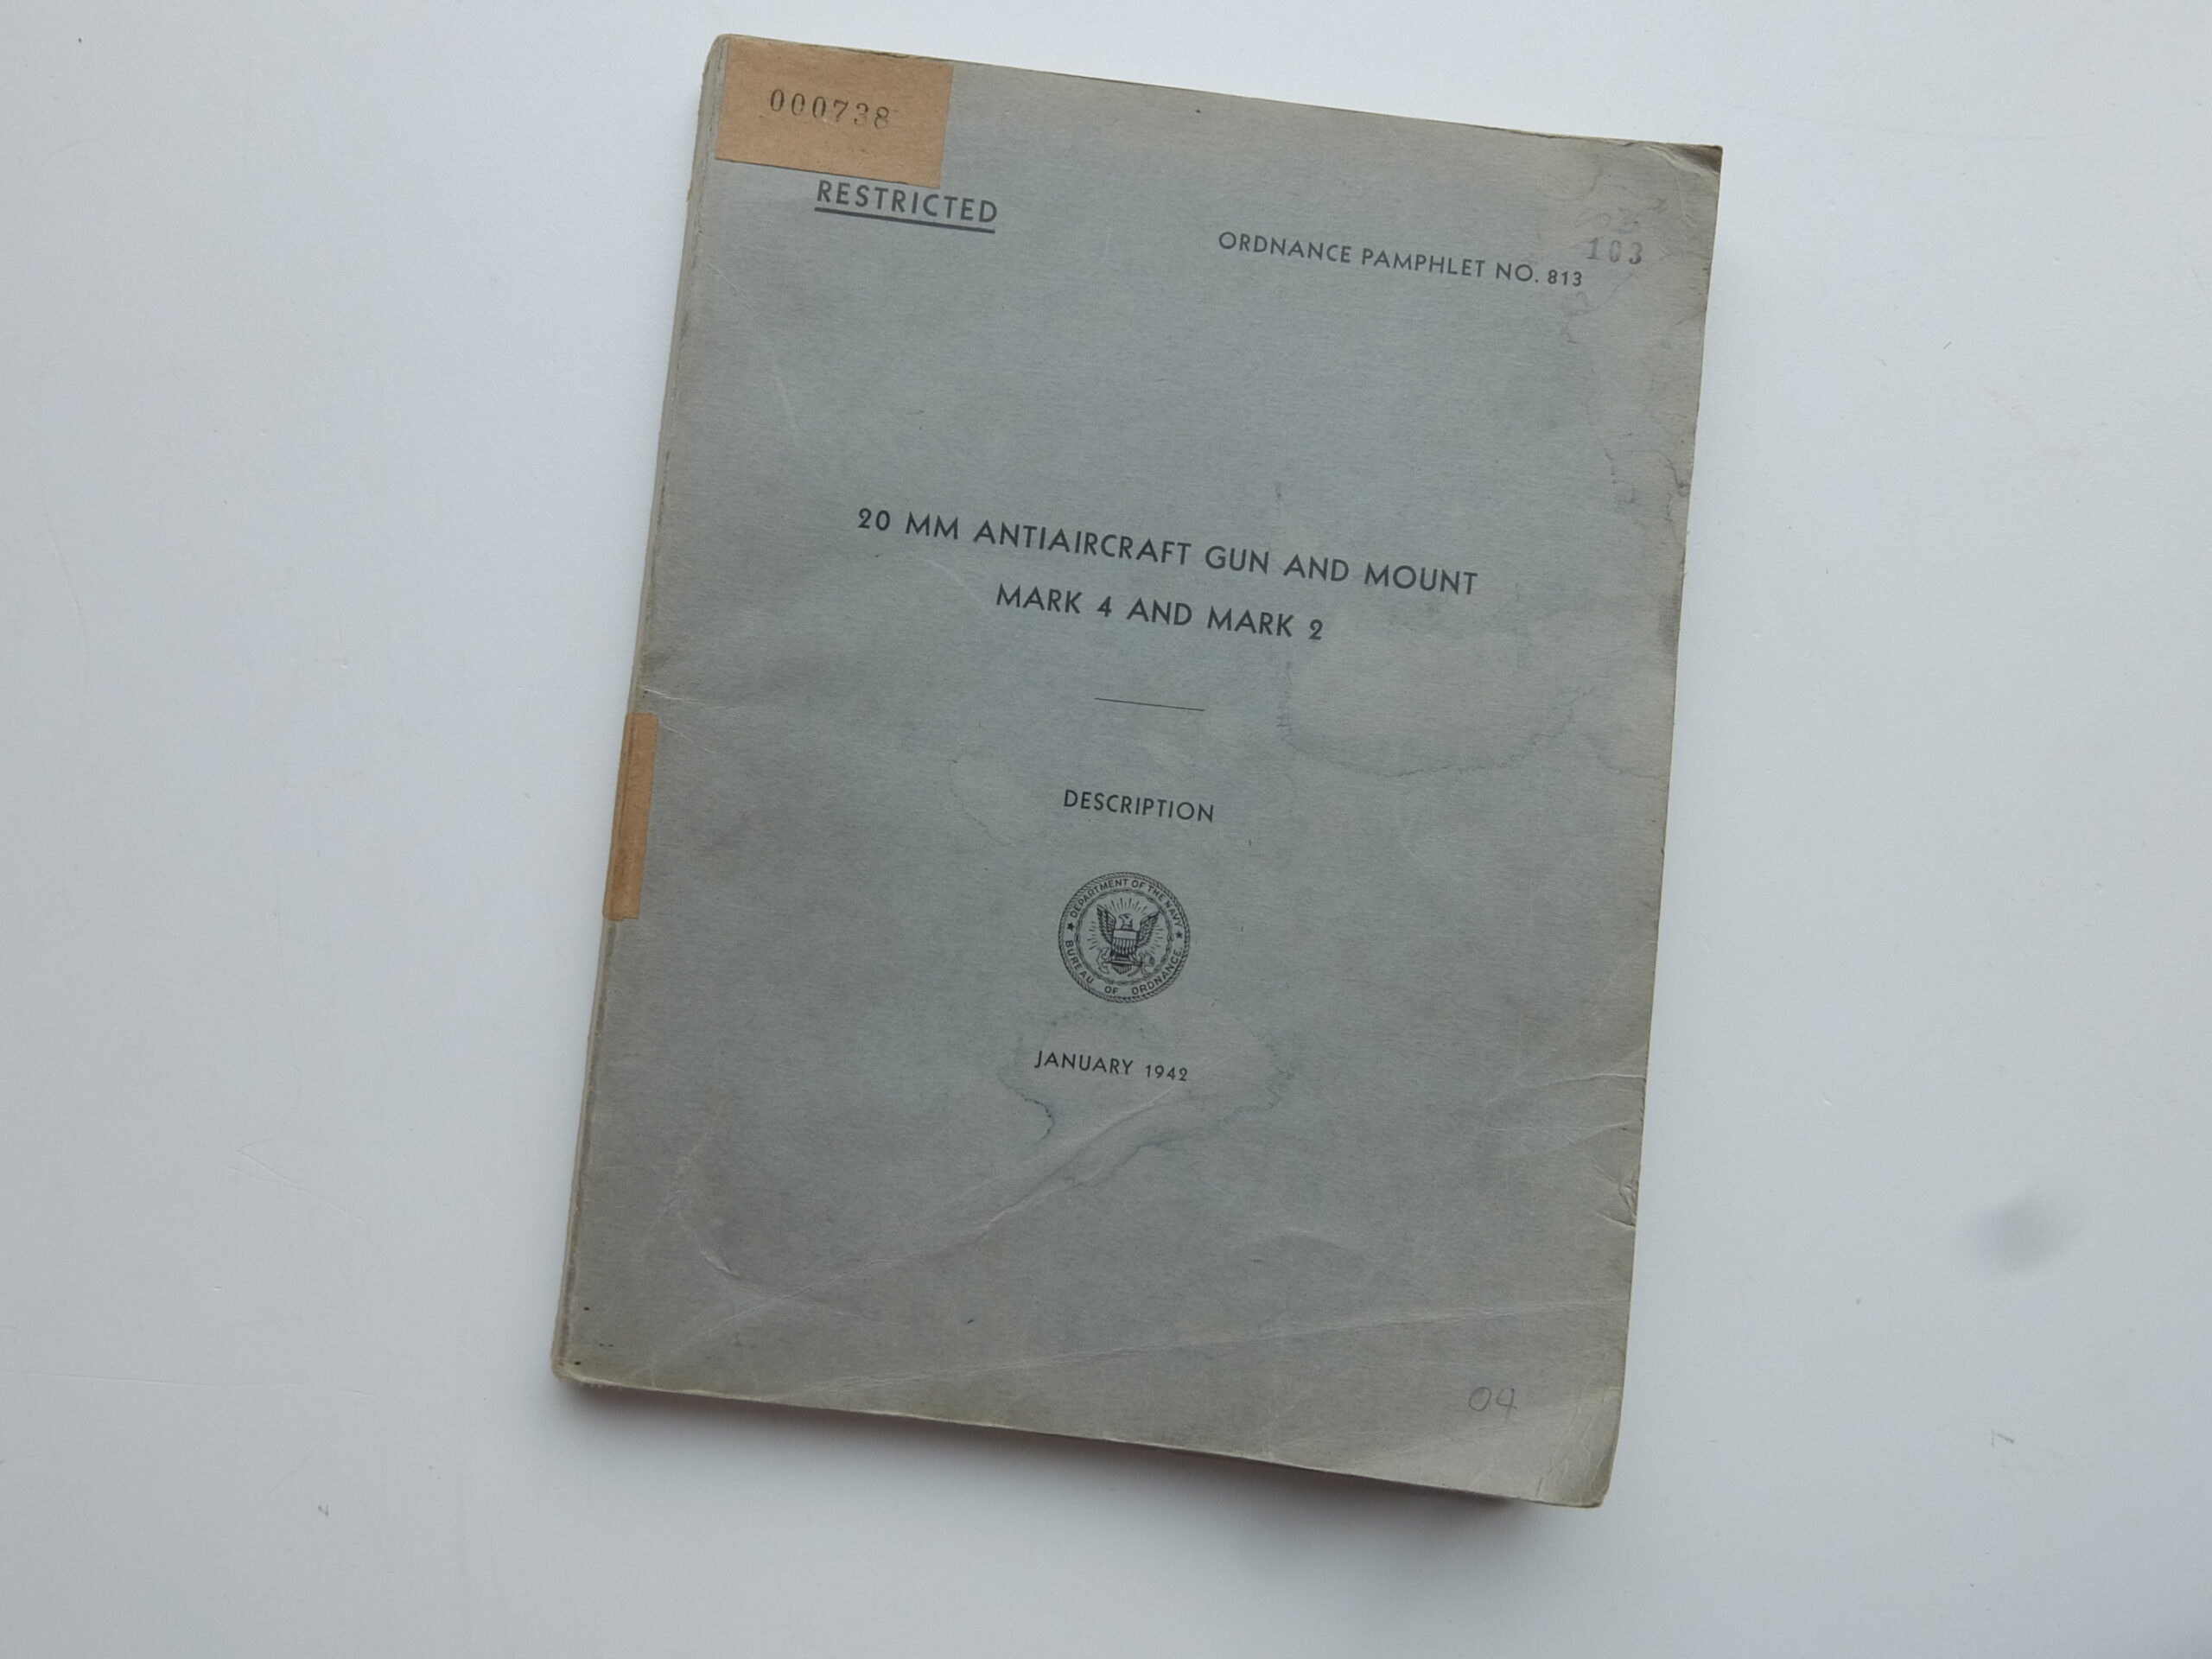 000738
RESTRICTED
103
ORDNANCE PAMPHLET NO. 813
20 MM ANTIAIRCRAFT GUN AND MOUNT
MARK 4 AND MARK 2
DESCRIPTION
DEPARTMENT OF THE NAVY
BUREAU OF ORDNANCE
JANUARY 1942
04